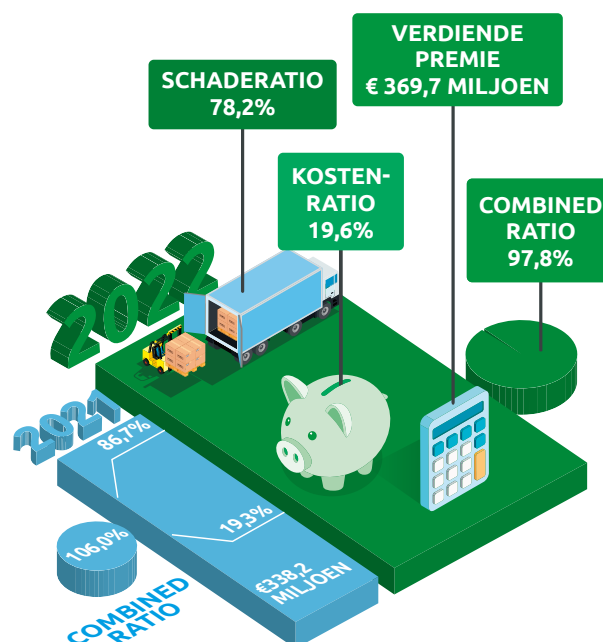 VERDIENDE
PREMIE
€ 369,7 MILJOEN
SCHADERATIO
78,2%
KOSTEN-
RATIO
19,6%
COMBINED
RATIO
97,8%
2022
2021
86,7%
19,3%
€338,2
MILJOEN
106,0%
COMBINED
RATIO